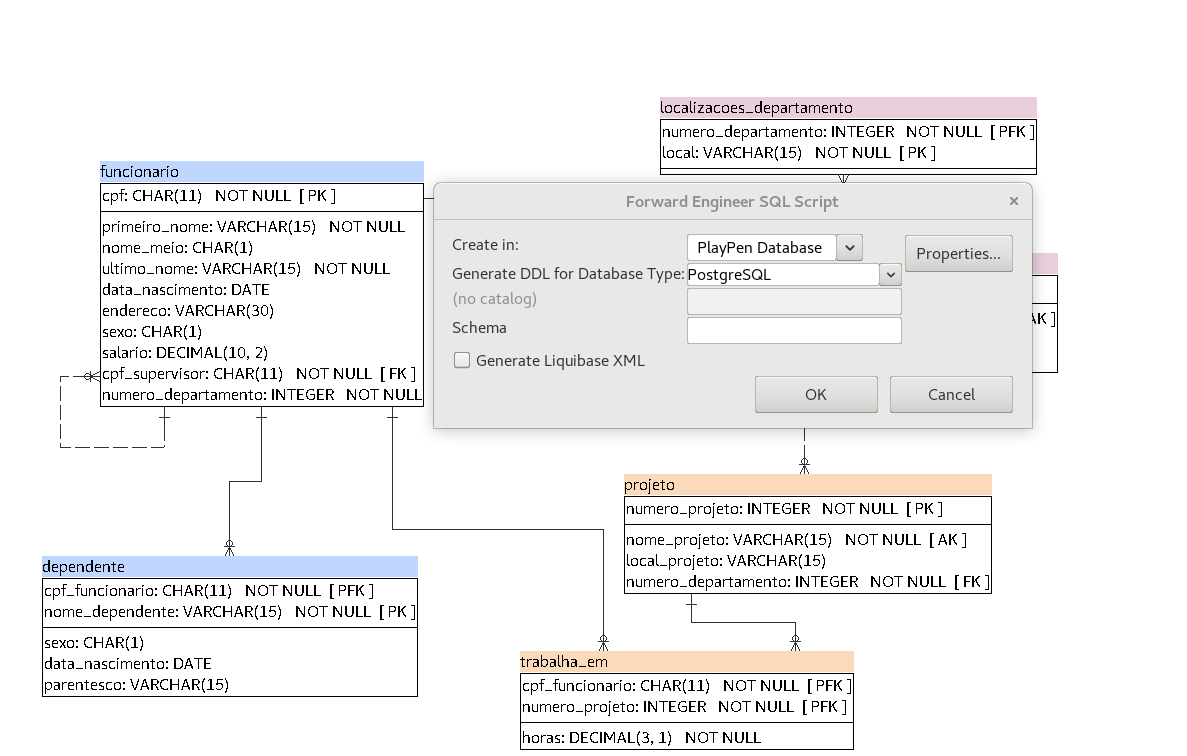 localizacoes_departamento
numero_departamento: INTEGER NOT NULL [ PFK ]
local: VARCHAR(15) NOT NULL [ PK ]
funcionario
cpf: CHAR(11) NOT NULL [ PK ]
primeiro_nome: VARCHAR(15) NOT NULL
nome_meio: CHAR(1)
ultimo_nome: VARCHAR(15) NOT NULL
data_nascimento: DATE
endereco: VARCHAR(30)
sexo: CHAR(1)
salario: DECIMAL(10, 2)
cpf_supervisor: CHAR(11) NOT NULL [ FK ]
numero_departamento: INTEGER NOT NULL
Forward Engineer SQL Script ×
Create in: PlayPen Database Properties...
Generate DDL for Database Type: PostgreSQL
(no catalog)
Schema
Generate Liquibase XML
OK Cancel
AK ]
projeto
numero_projeto: INTEGER NOT NULL [ PK ]
nome_projeto: VARCHAR(15) NOT NULL [ AK ]
local_projeto: VARCHAR(15)
numero_departamento: INTEGER NOT NULL [ FK ]
dependente
cpf_funcionario: CHAR(11) NOT NULL [ PFK ]
nome_dependente: VARCHAR(15) NOT NULL [ PK ]
sexo: CHAR(1)
data_nascimento: DATE
parentesco: VARCHAR(15)
trabalha_em
cpf_funcionario: CHAR(11) NOT NULL [ PFK ]
numero_projeto: INTEGER NOT NULL [ PFK ]
horas: DECIMAL(3, 1) NOT NULL